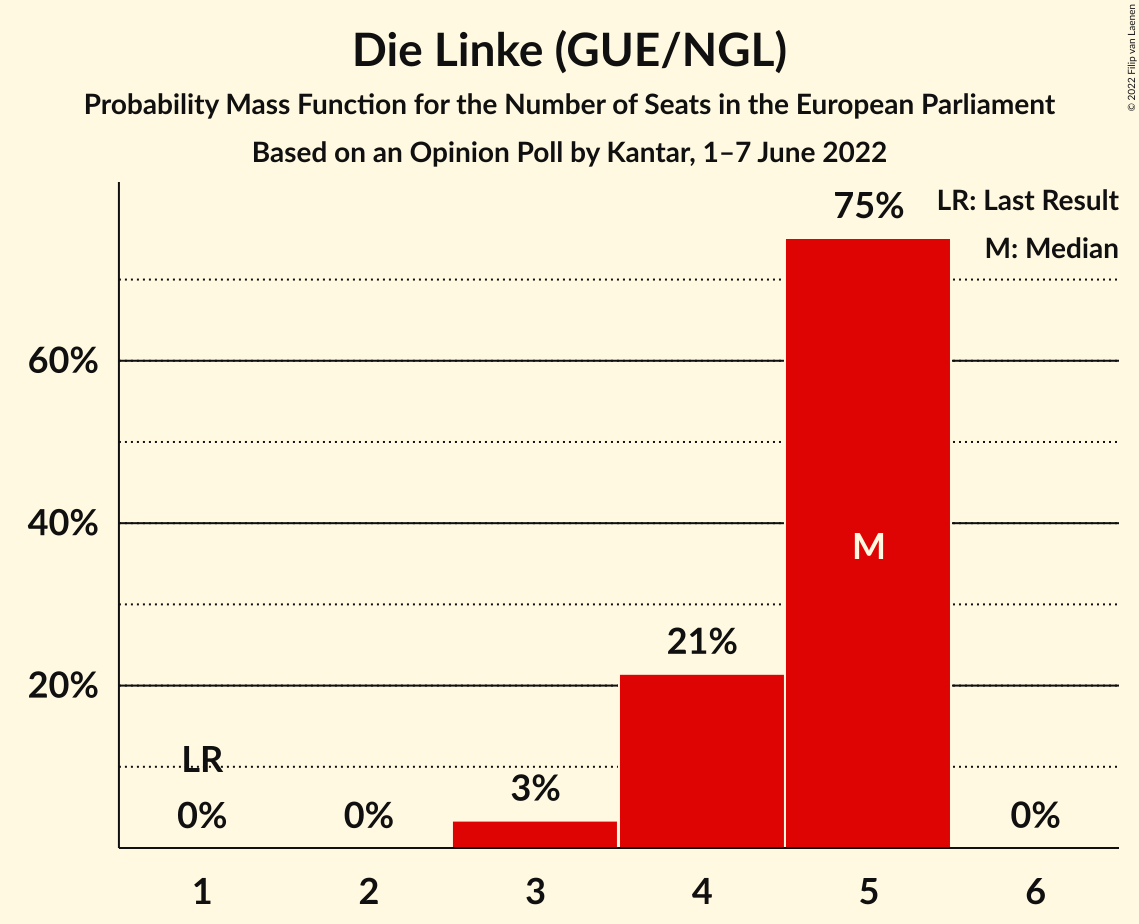 Die Linke (GUE/NGL)
Probability Mass Function for the Number of Seats in the European Parliament
Based on an Opinion Poll by Kantar, 1–7 June 2022
© 2022 Filip van Laenen
LR: Last Result
M: Median
75%
60%
40%
M
21%
20%
LR
3%
0%
0%
0%
1
2
3
4
5
6